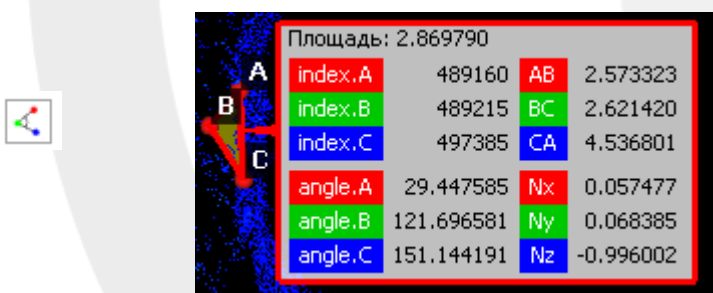 Площадь: 2.869790
A index.A 489160 AB 2.573323
B index.B 489215 BC 2.621420
C index.C 497385 CA 4.536801
angle.A 29.447585 Nx 0.057477
angle.B 121.696581 Ny 0.068385
angle.C 151.144191 Nz -0.996002